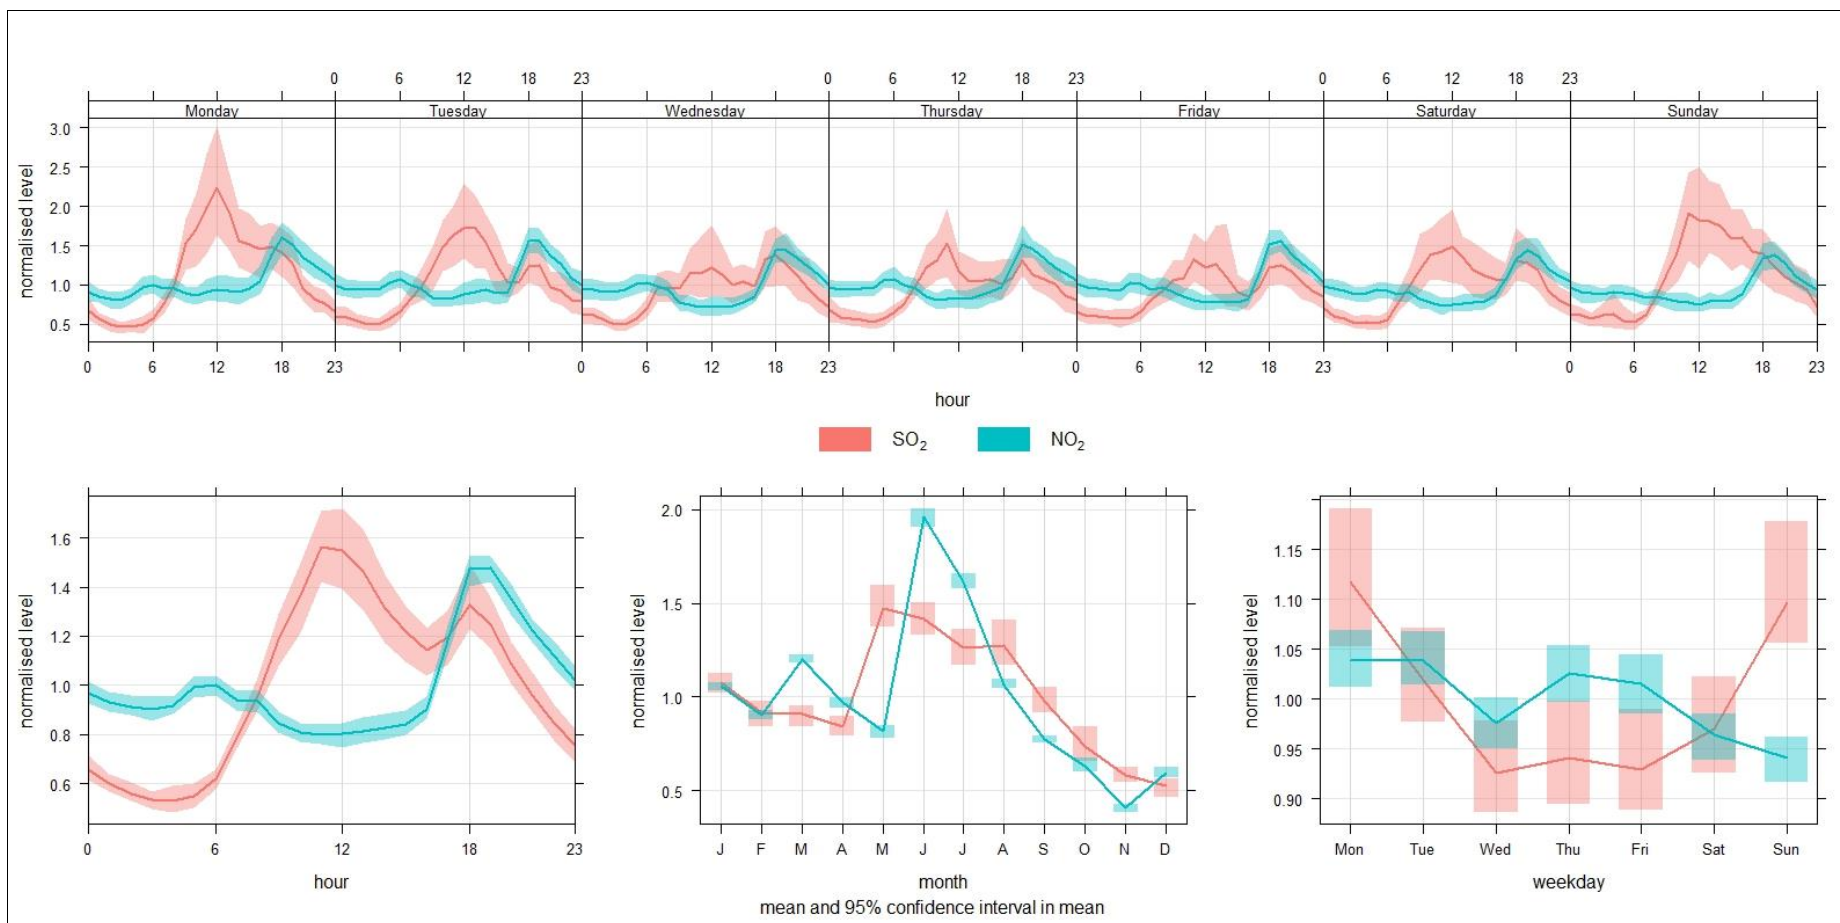 0 6 12 18 23 0 6 12 18 23 0 6 12 18 23
Monday Tuesday Wednesday Thursday Friday Saturday Sunday
3.0
2.5
2.0
1.5
1.0
0.5
normalised level
0 6 12 18 23 0 6 12 18 23 0 6 12 18 23 0 6 12 18 23
hour
SO₂ NO₂
1.6
1.4
1.2
1.0
0.8
0.6
normalised level
0 6 12 18 23
hour
2.0
1.5
1.0
0.5
normalised level
J F M A M J J A S O N D
month
1.15
1.10
1.05
1.00
0.95
0.90
normalised level
Mon Tue Wed Thu Fri Sat Sun
weekday
mean and 95% confidence interval in mean